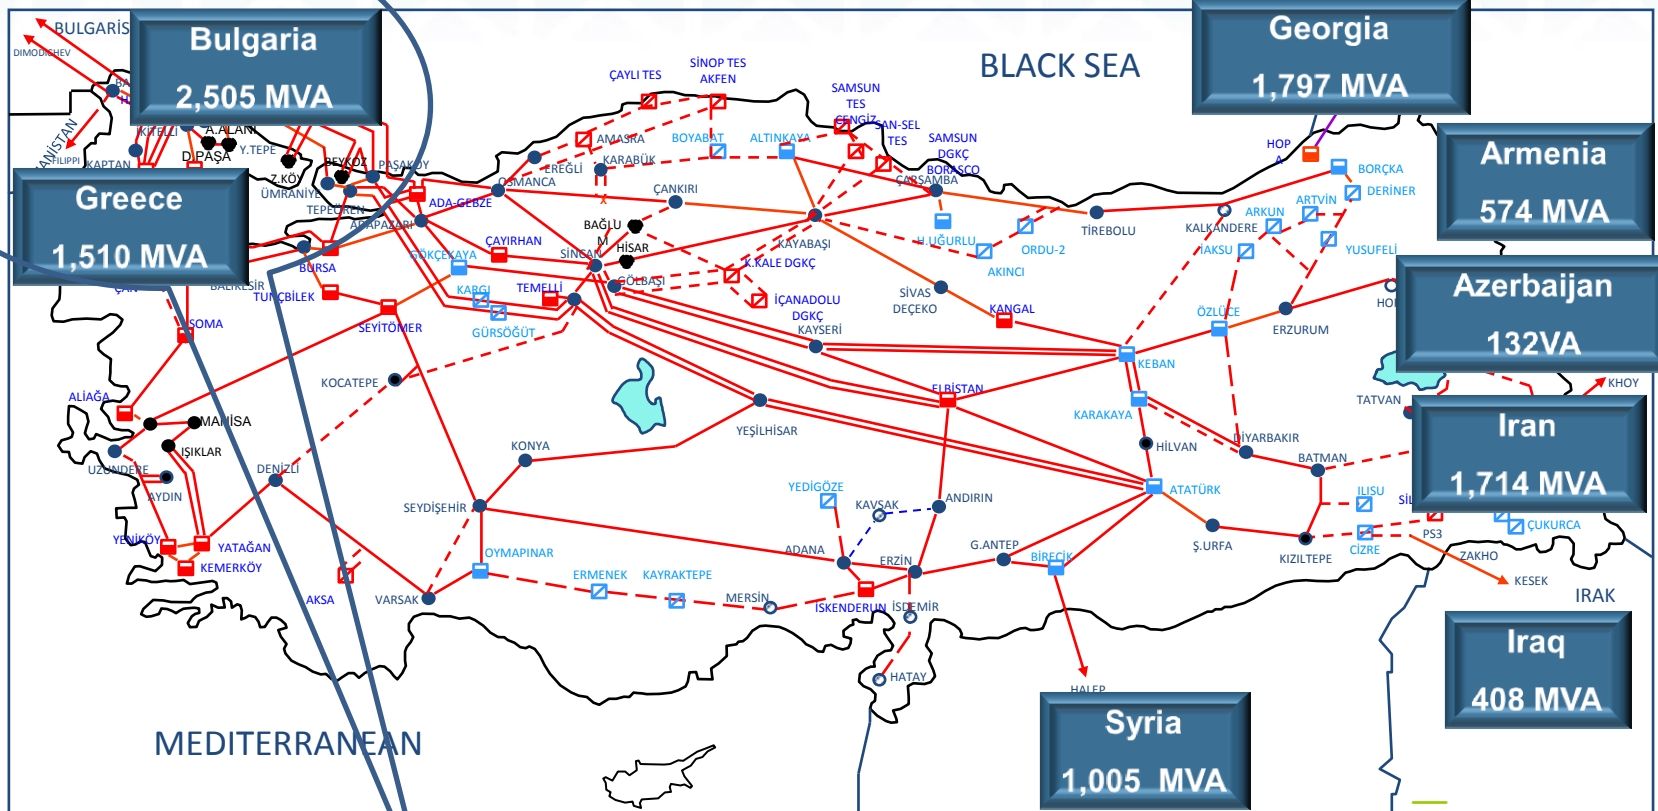 BULGARİS
DIMODICHEV
Bulgaria
2,505 MVA
BLACK SEA
Georgia
1,797 MVA
ÇAYLI TES
SİNOP TES
AKFEN
SAMSUN
TES
CENGİZ
SAN-SEL
TES
SAMSUN
DGKÇ
BORASCO
ÇARŞAMBA
HOP
A
BORÇKA
DERİNER
Armenia
574 MVA
İKİTELLİ
A.ALANI
Y.TEPE
D.PAŞA
KAPTAN
FILIPPI
Z.KÖY
BEYKOZ
PAŞAKÖY
ÜMRANİYE
TEPEÖREN
ADAPAZARI
ADA-GEBZE
OSMANCA
EREĞLİ
AMASRA
KARABÜK
BOYABAT
ALTINKAYA
ÇANKIRI
Greece
1,510 MVA
BAĞLU
M
HİSAR
SİNCAN
GÖLBAŞI
KAYABAŞI
H.UĞURLU
ORDU-2
AKINCI
TİREBOLU
KALKANDERE
ARKUN
ARTVİN
İAKSU
YUSUFELİ
BURSA
GÖKÇEKAYA
ÇAYIRHAN
TUNÇBİLEK
BALIKESİR
ÇAN
KARGI
GÜRSÖĞÜT
TEMELLİ
K.KALE DGKÇ
İÇANADOLU
DGKÇ
SİVAS
DEÇEKO
KANGAL
ÖZLÜCE
ERZURUM
Azerbaijan
132VA
SOMA
SEYİTÖMER
KAYSERİ
KEBAN
KOCATEPE
ALİAĞA
ELBİSTAN
KARAKAYA
TATVAN
KHOY
MANİSA
IŞIKLAR
YEŞİLHİSAR
HİLVAN
DİYARBAKIR
BATMAN
Iran
1,714 MVA
UZUNDERE
AYDIN
DENİZLİ
KONYA
SEYDİŞEHİR
YEDİGÖZE
KAVŞAK
ANDIRIN
ATATÜRK
ILISU
SİL
ÇUKURCA
YENİKÖY
YATAĞAN
KEMERKÖY
OYMAPINAR
ADANA
ERZİN
G.ANTEP
BİRECİK
Ş.URFA
KIZILTEPE
CİZRE
PS3
ZAKHO
KESEK
AKSA
VARSAK
ERMENEK
KAYRAKTEPE
MERSİN
İSKENDERUN
İSDEMİR
IRAK
HATAY
HALEP
Iraq
408 MVA
Syria
1,005 MVA
MEDITERRANEAN